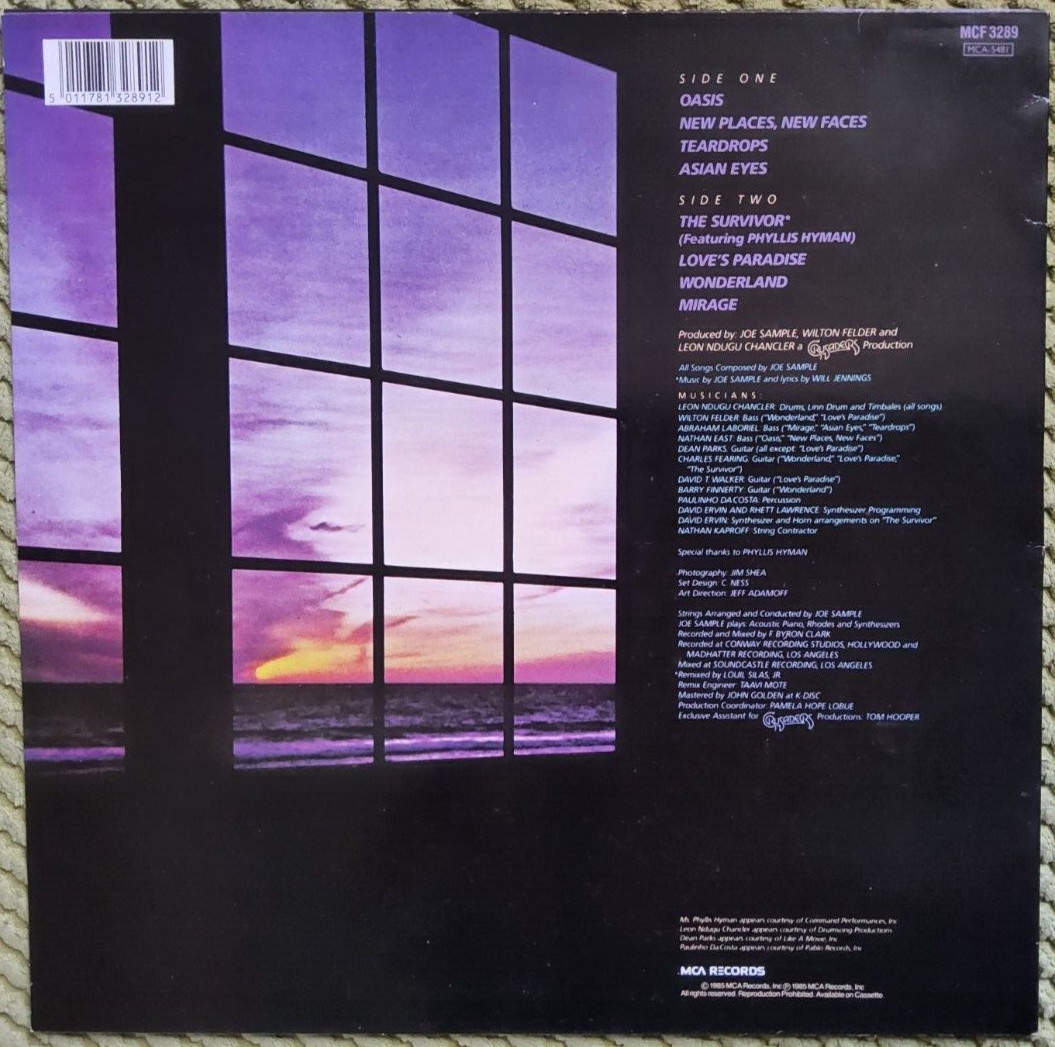 5 011781 328912
MCF 3289
MCA-5481
SIDE ONE
OASIS
NEW PLACES, NEW FACES
TEARDROPS
ASIAN EYES
SIDE TWO
THE SURVIVOR*
(Featuring PHYLLIS HYMAN)
LOVE'S PARADISE
WONDERLAND
MIRAGE
Produced by: JOE SAMPLE, WILTON FELDER and
LEON NDUGU CHANCLER a CRUSADERS Production
All Songs Composed by JOE SAMPLE
*Music by JOE SAMPLE and lyrics by WILL JENNINGS
MUSICIANS:
LEON NDUGU CHANCLER: Drums, Linn Drum and Timbales (all songs)
WILTON FELDER: Bass ("Wonderland," "Love's Paradise")
ABRAHAM LABORIEL: Bass ("Mirage," "Asian Eyes," "Teardrops")
NATHAN EAST: Bass ("Oasis," "New Places, New Faces")
DEAN PARKS: Guitar (all except: "Love's Paradise")
CHARLES FEARING: Guitar ("Wonderland," "Love's Paradise,"
"The Survivor")
DAVID T. WALKER: Guitar ("Love's Paradise")
BARRY FINNERTY: Guitar ("Wonderland")
PAULINHO DA COSTA: Percussion
DAVID ERVIN AND RHETT LAWRENCE: Synthesizer Programming
DAVID ERVIN: Synthesizer and Horn arrangements on "The Survivor"
NATHAN KAPROFF: String Contractor
Special thanks to PHYLLIS HYMAN
Photography: JIM SHEA
Set Design: C. NESS
Art Direction: JEFF ADAMOFF
Strings Arranged and Conducted by JOE SAMPLE
JOE SAMPLE plays: Acoustic Piano, Rhodes and Synthesizers
Recorded and Mixed by F. BYRON CLARK
Recorded at CONWAY RECORDING STUDIOS, HOLLYWOOD and
MADHATTER RECORDING, LOS ANGELES
Mixed at SOUNDCASTLE RECORDING, LOS ANGELES
*Remixed by LOUIL SILAS, JR.
Remix Engineer: TAAVI MOTE
Mastered by JOHN GOLDEN at K-DISC
Production Coordinator: PAMELA HOPE LOBUE
Exclusive Assistant for CRUSADERS Productions: TOM HOOPER
Ms. Phyllis Hyman appears courtesy of Command Performances, Inc
Leon Ndugu Chancler appears courtesy of Drumsong Productions
Dean Parks appears courtesy of Like A Movie, Inc
Paulinho DaCosta appears courtesy of Pablo Records, Inc
MCA RECORDS
© 1985 MCA Records, Inc ℗ 1985 MCA Records, Inc
All rights reserved. Reproduction Prohibited. Available on Cassette.